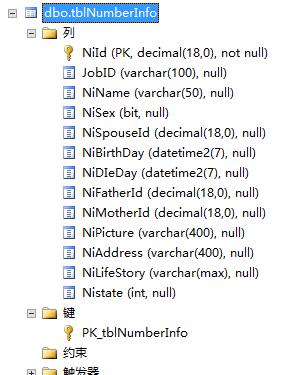 dbo.tblNumberInfo
列
NiId (PK, decimal(18,0), not null)
JobID (varchar(100), null)
NiName (varchar(50), null)
NiSex (bit, null)
NiSpouseId (decimal(18,0), null)
NiBirthDay (datetime2(7), null)
NiDIeDay (datetime2(7), null)
NiFatherId (decimal(18,0), null)
NiMotherId (decimal(18,0), null)
NiPicture (varchar(400), null)
NiAddress (varchar(400), null)
NiLifeStory (varchar(max), null)
Nistate (int, null)
键
PK_tblNumberInfo
约束
触发器